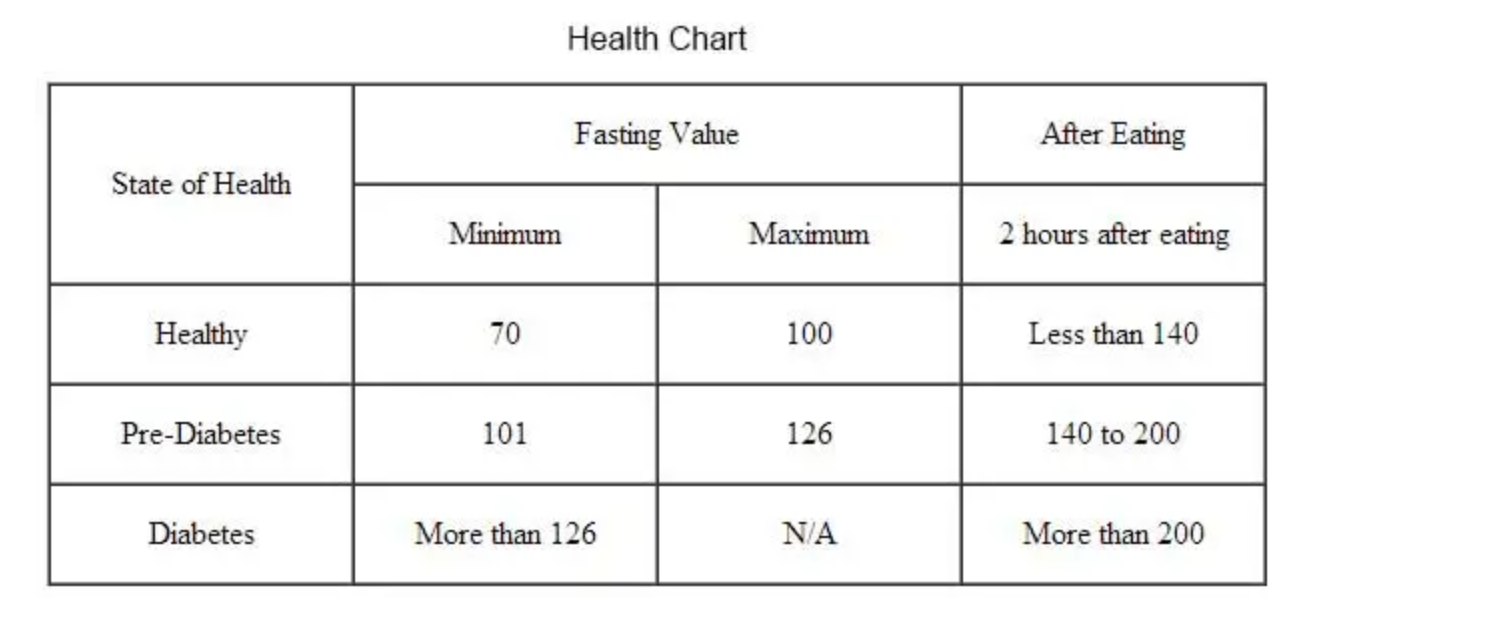 Health Chart
State of Health
Fasting Value
After Eating
Minimum
Maximum
2 hours after eating
Healthy
70
100
Less than 140
Pre-Diabetes
101
126
140 to 200
Diabetes
More than 126
N/A
More than 200